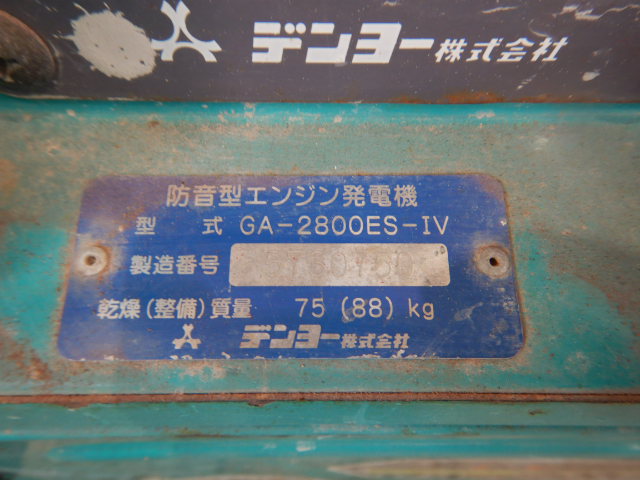 デンヨー株式会社
防音型エンジン発電機
型 式 GA-2800ES-IV
製造番号
乾燥(整備)質量 75(88)kg
デンヨー株式会社